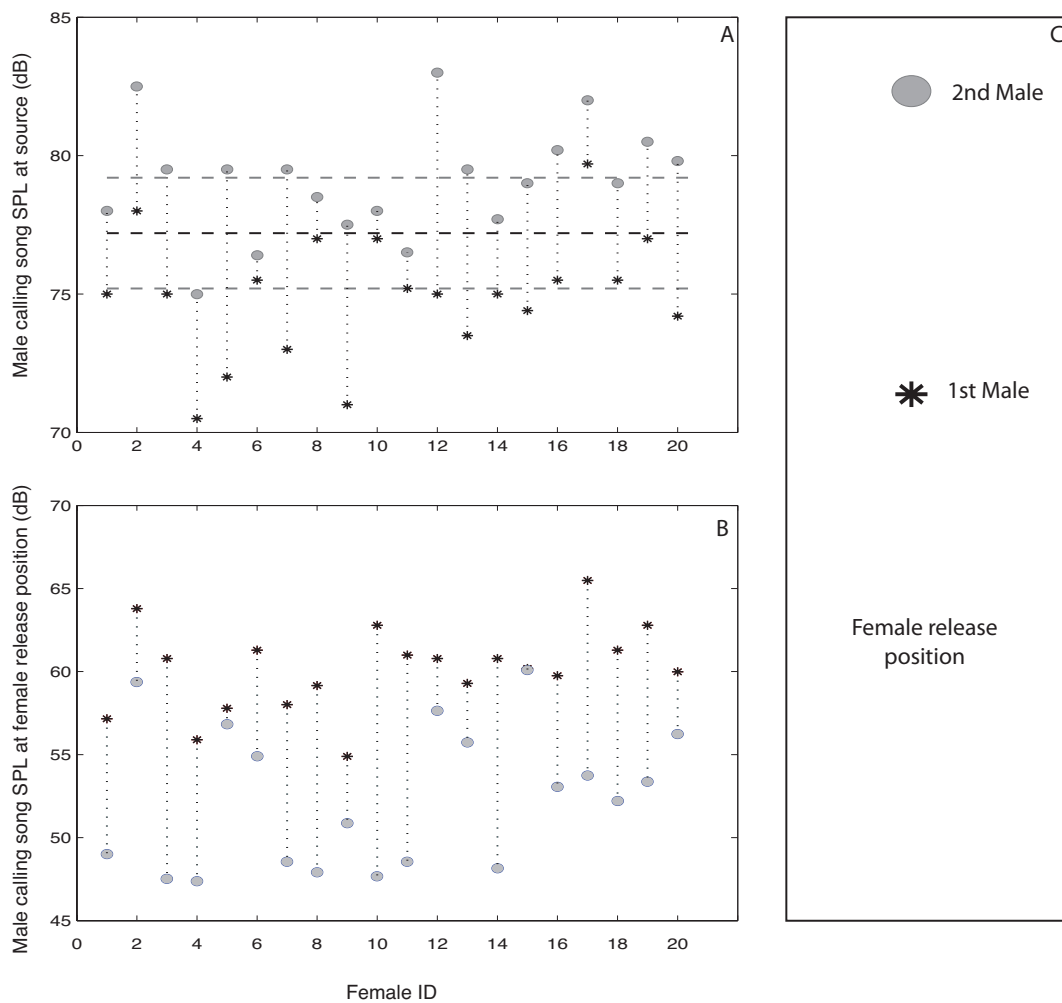 A
Male calling song SPL at source (dB)
85
80
75
70
0 2 4 6 8 10 12 14 16 18 20
B
Male calling song SPL at female release position (dB)
70
65
60
55
50
45
0 2 4 6 8 10 12 14 16 18 20
Female ID
C
2nd Male
1st Male
Female release
position